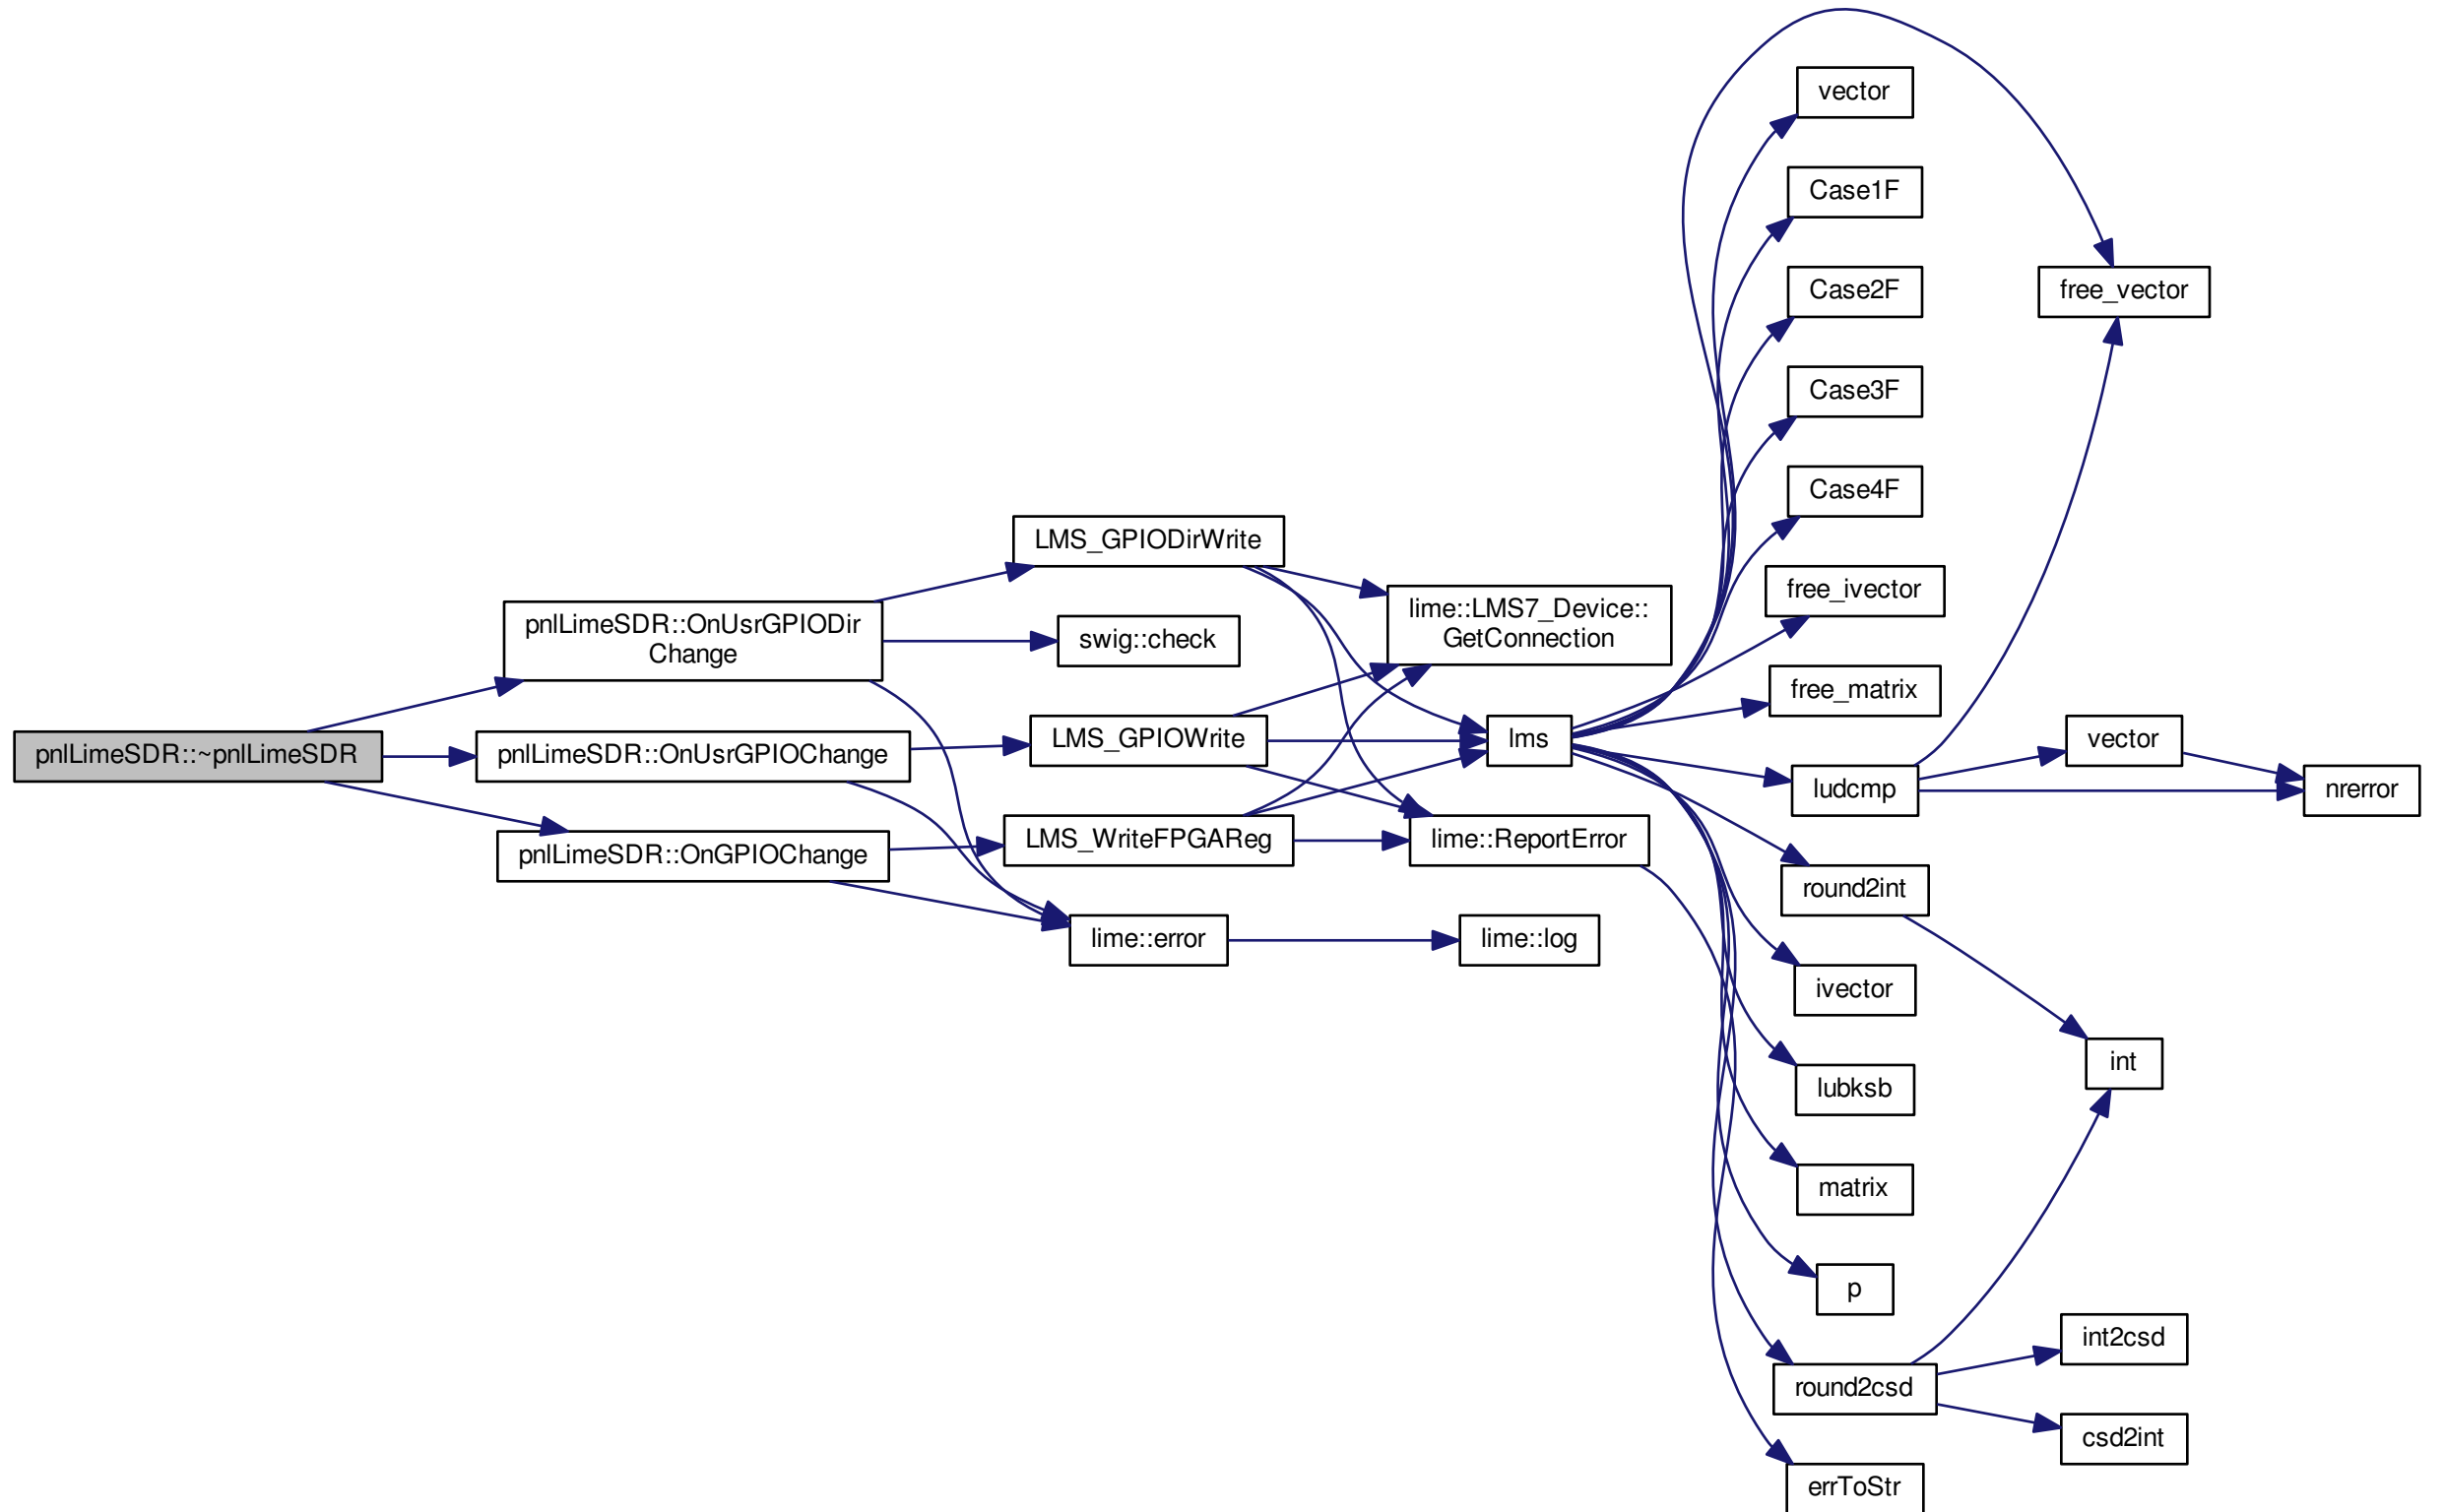 pnlLimeSDR::~pnlLimeSDR
pnlLimeSDR::OnUsrGPIODir
Change
pnlLimeSDR::OnUsrGPIOChange
pnlLimeSDR::OnGPIOChange
LMS_GPIODirWrite
swig::check
LMS_GPIOWrite
LMS_WriteFPGAReg
lime::error
lime::LMS7_Device::
GetConnection
lms
lime::ReportError
lime::log
vector
Case1F
Case2F
Case3F
Case4F
free_ivector
free_matrix
ludcmp
round2int
ivector
lubksb
matrix
p
round2csd
errToStr
free_vector
vector
int
int2csd
csd2int
nrerror